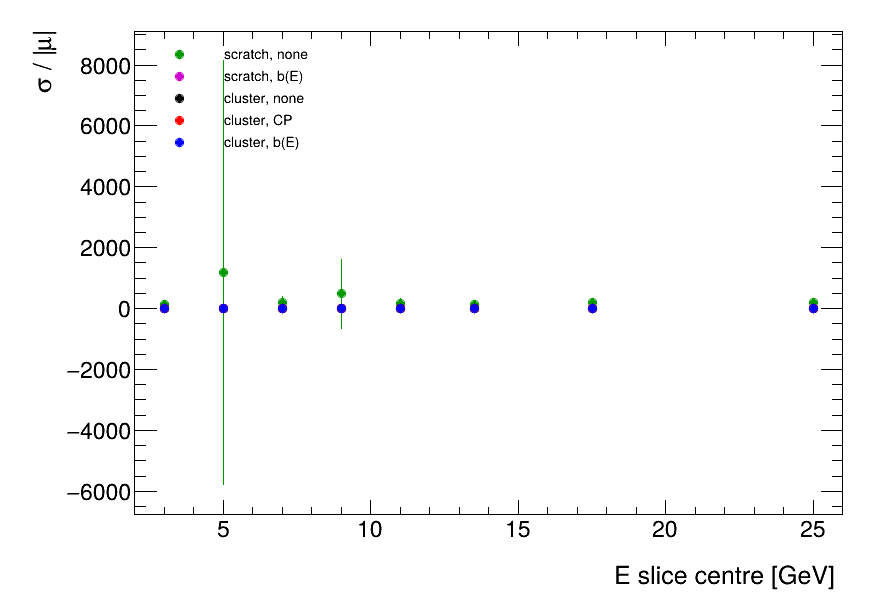 σ / |μ|
scratch, none
scratch, b(E)
cluster, none
cluster, CP
cluster, b(E)
8000
6000
4000
2000
0
−2000
−4000
−6000
5 10 15 20 25
E slice centre [GeV]